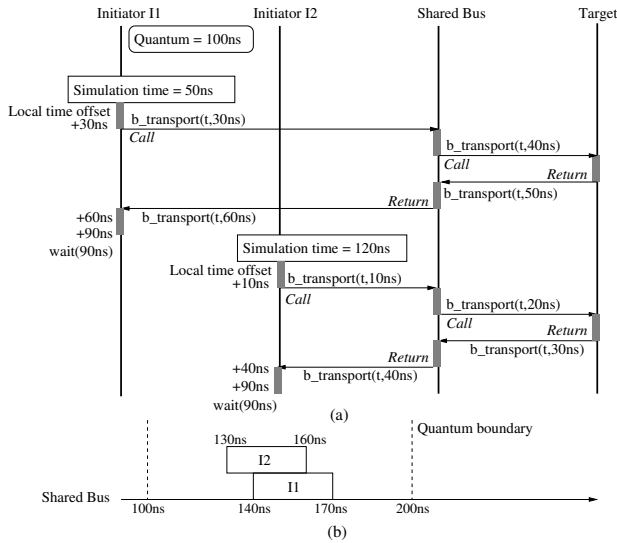 Initiator I1 Initiator I2 Shared Bus Target
Quantum = 100ns
Simulation time = 50ns
Local time offset
+30ns
b_transport(t,30ns)
Call
b_transport(t,40ns)
Call
Return
b_transport(t,50ns)
Return
b_transport(t,60ns)
+60ns
+90ns
wait(90ns)
Simulation time = 120ns
Local time offset
+10ns
b_transport(t,10ns)
Call
b_transport(t,20ns)
Call
Return
b_transport(t,30ns)
Return
b_transport(t,40ns)
+40ns
+90ns
wait(90ns)
(a)
130ns 160ns
Quantum boundary
I2
I1
Shared Bus
100ns 140ns 170ns 200ns
(b)